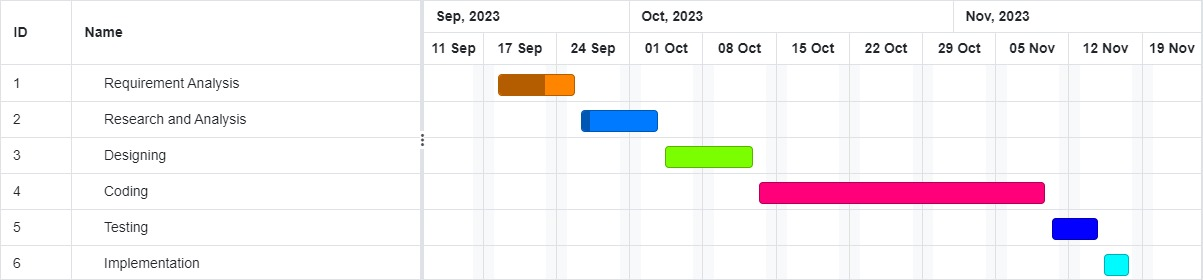 ID Name Sep, 2023 Oct, 2023 Nov, 2023
11 Sep 17 Sep 24 Sep 01 Oct 08 Oct 15 Oct 22 Oct 29 Oct 05 Nov 12 Nov 19 Nov
1 Requirement Analysis
2 Research and Analysis
3 Designing
4 Coding
5 Testing
6 Implementation